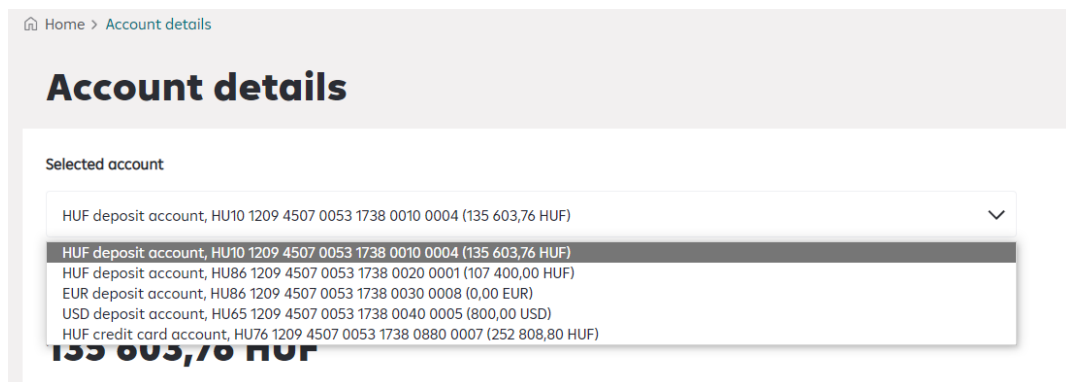 Home > Account details
Account details
Selected account
HUF deposit account, HU10 1209 4507 0053 1738 0010 0004 (135 603,76 HUF)
HUF deposit account, HU10 1209 4507 0053 1738 0010 0004 (135 603,76 HUF)
HUF deposit account, HU86 1209 4507 0053 1738 0020 0001 (107 400,00 HUF)
EUR deposit account, HU86 1209 4507 0053 1738 0030 0008 (0,00 EUR)
USD deposit account, HU65 1209 4507 0053 1738 0040 0005 (800,00 USD)
HUF credit card account, HU76 1209 4507 0053 1738 0880 0007 (252 808,80 HUF)
135 603,76 HUF